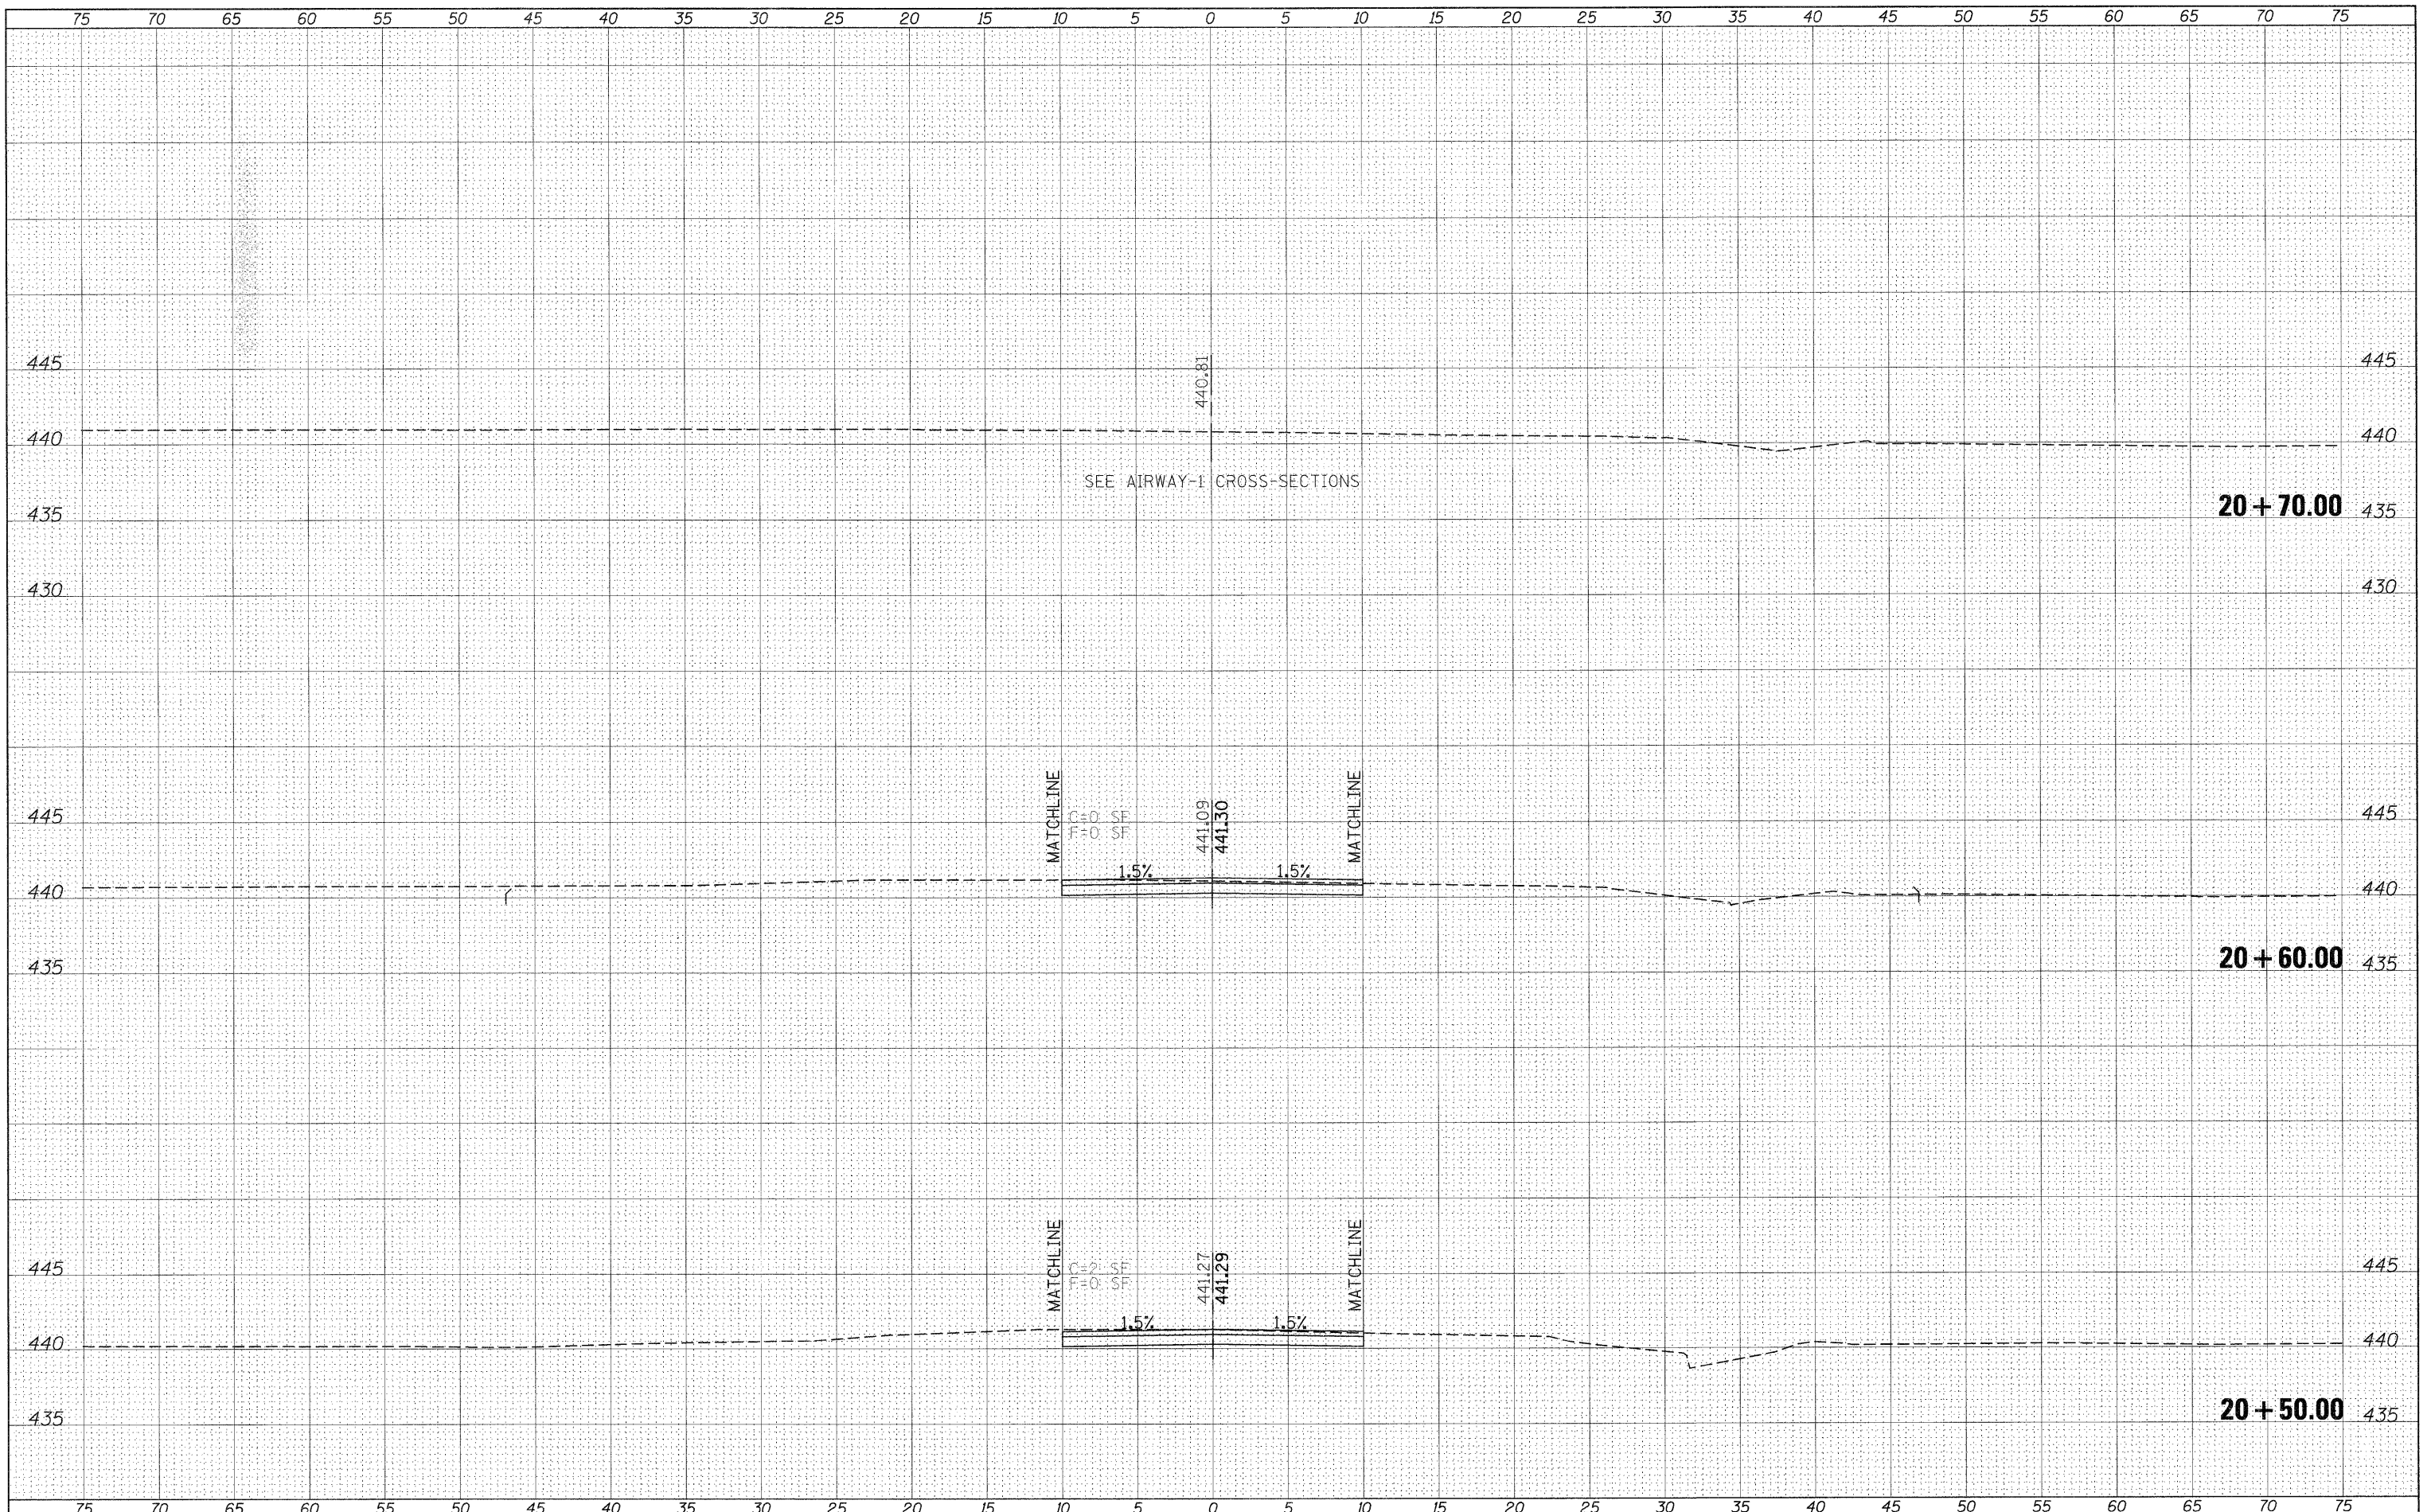 75 70 65 60 55 50 45 40 35 30 25 20 15 10 5 0 5 10 15 20 25 30 35 40 45 50 55 60 65 70 75
440.81
445 445
440 440
SEE AIRWAY-1 CROSS-SECTIONS
435 20+70.00 435
430 430
MATCHLINE C=0 SF 441.09 441.30 MATCHLINE
F=0 SF
445 445
1.5% 1.5%
440 440
435 20+60.00 435
MATCHLINE C=2 SF 441.27 441.29 MATCHLINE
F=0 SF
445 445
1.5% 1.5%
440 440
435 20+50.00 435
75 70 65 60 55 50 45 40 35 30 25 20 15 10 5 0 5 10 15 20 25 30 35 40 45 50 55 60 65 70 75